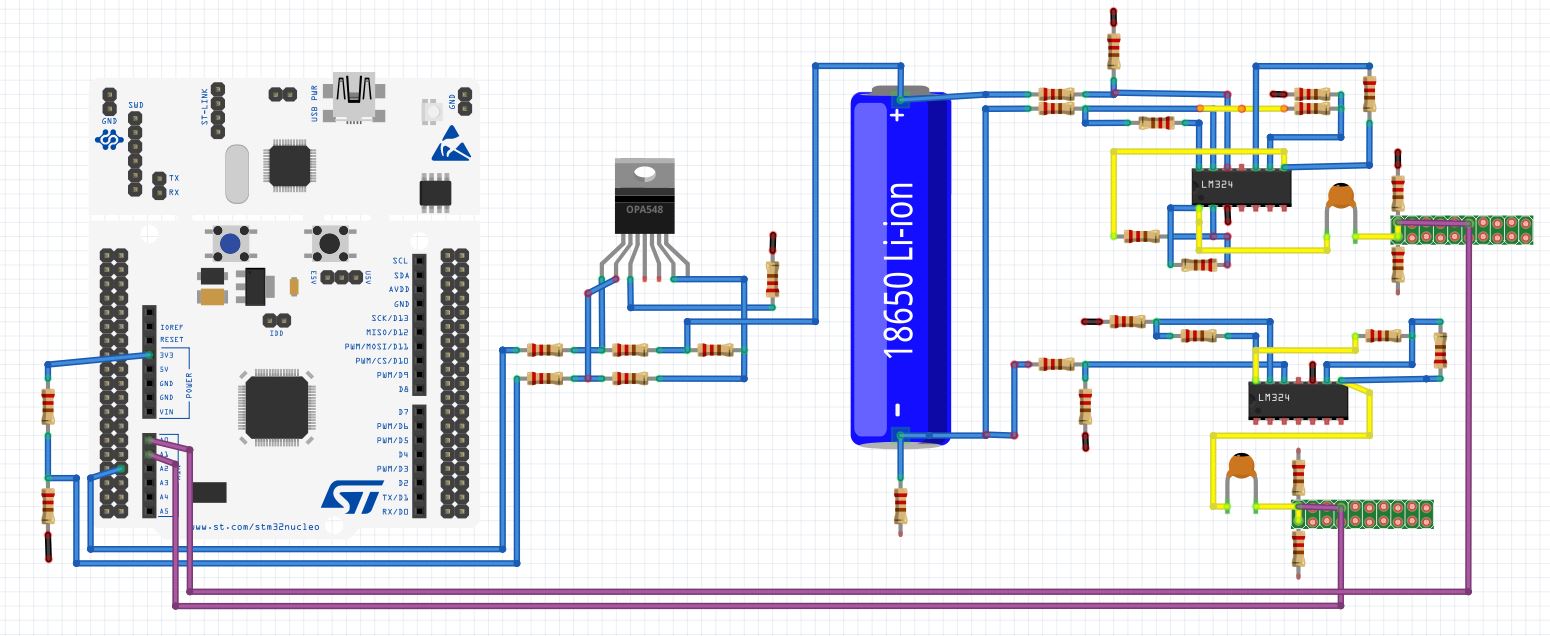 SWD
GND
ST-LINK
USB PWR
GND
TX
RX
3V3
U5V
IDD
SCL
SDA
AVDD
GND
SCK/D13
MISO/D12
PWM/MOSI/D11
PWM/CS/D10
PWM/D9
D8
D7
PWM/D6
PWM/D5
D4
PWM/D3
D2
TX/D1
RX/D0
IOREF
RESET
3V3
5V
GND
GND
VIN
POWER
A0
A1
A2
A3
A4
A5
ST
www.st.com/stm32nucleo
OPA548
+
18650 Li-ion
-
LM324
LM324